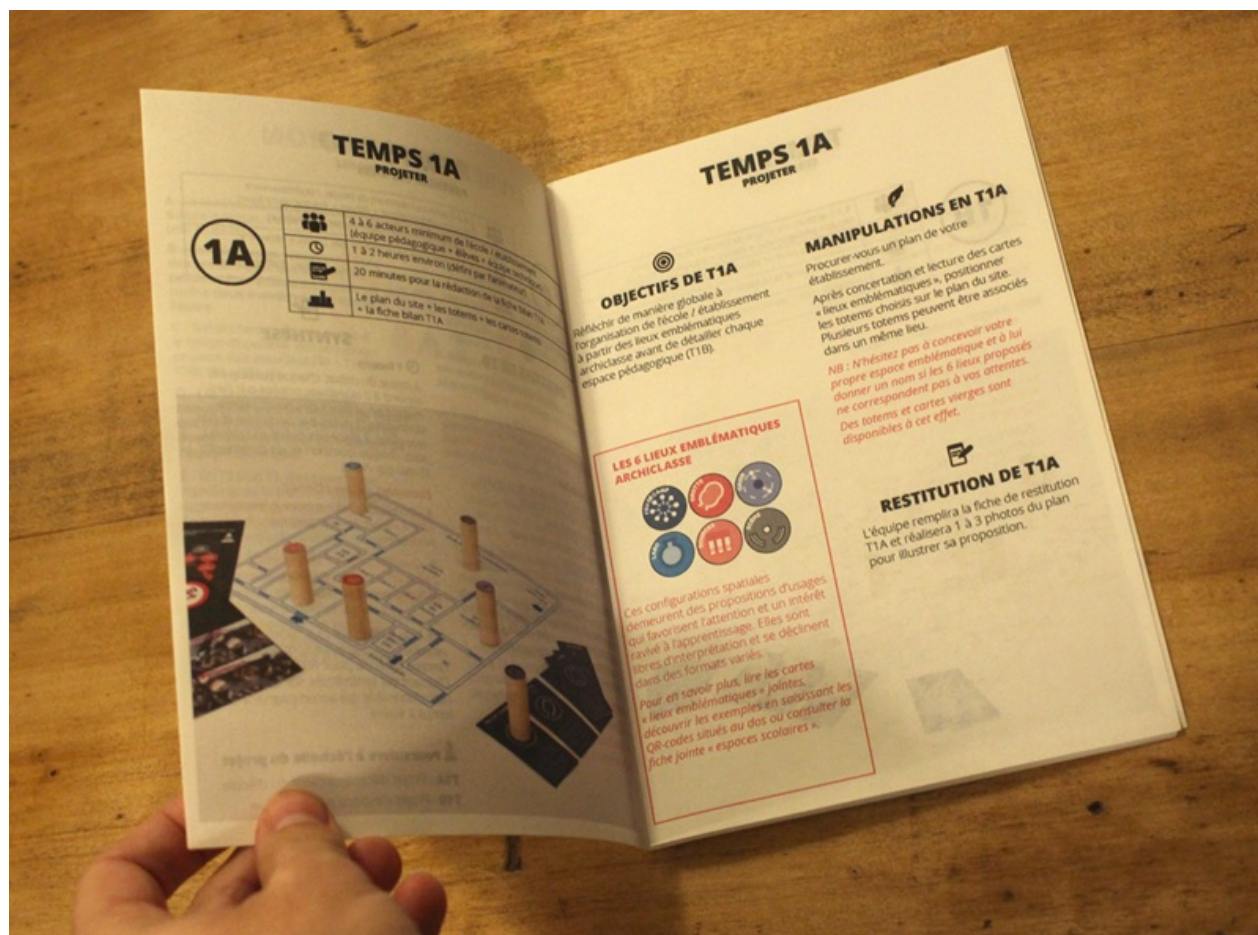 TEMPS 1A
PROJETER
1A
4 à 6 acteurs minimum de l'école / établissement
(équipe pédagogique + élèves + équipe
1 à 2 heures environ (défini par l'animateur)
20 minutes pour la rédaction de la fiche bilan T1A
Le plan du site + les totems + les cartes totems
+ la fiche bilan T1A
TEMPS 1A
PROJETER
OBJECTIFS DE T1A
Réfléchir de manière globale à
l'organisation de l'école / établissement
à partir des lieux emblématiques
archiclasse avant de détailler chaque
espace pédagogique (T1B).
LES 6 LIEUX EMBLÉMATIQUES
ARCHICLASSE
Ces configurations spatiales
demeurent des propositions d'usages
qui favorisent l'attention et un intérêt
ravivé à l'apprentissage. Elles sont
libres d'interprétation et se déclinent
dans des formats variés.
Pour en savoir plus, lire les cartes
« lieux emblématiques » jointes,
découvrir les exemples en saisissant les
QR-codes situés au dos ou consulter la
fiche jointe « espaces scolaires ».
MANIPULATIONS EN T1A
Procurer-vous un plan de votre
établissement.
Après concertation et lecture des cartes
« lieux emblématiques », positionner
les totems choisis sur le plan du site.
Plusieurs totems peuvent être associés
dans un même lieu.
NB : N'hésitez pas à concevoir votre
propre espace emblématique et à lui
donner un nom si les 6 lieux proposés
ne correspondent pas à vos attentes.
Des totems et cartes vierges sont
disponibles à cet effet.
RESTITUTION DE T1A
L'équipe remplira la fiche de restitution
T1A et réalisera 1 à 3 photos du plan
pour illustrer sa proposition.